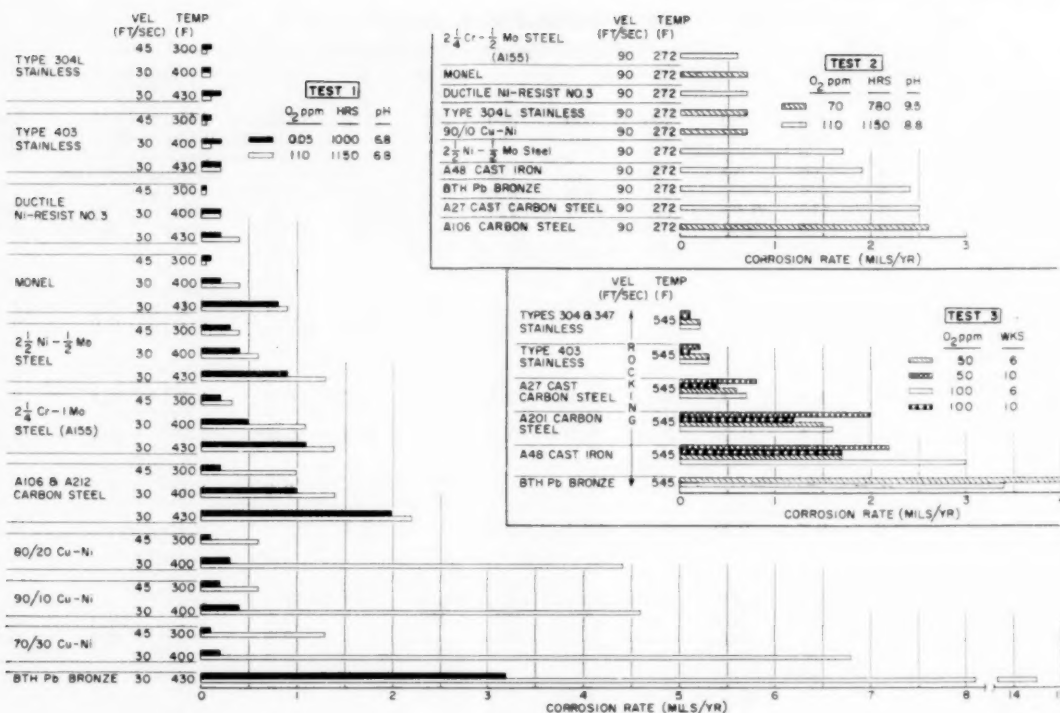 VEL TEMP
(FT/SEC) (F)
TYPE 304L STAINLESS
45 300
30 400
30 430
TYPE 403 STAINLESS
45 300
30 400
30 430
DUCTILE NI-RESIST NO.3
45 300
30 400
30 430
MONEL
45 300
30 400
30 430
2 1/2 Ni - 1/2 Mo STEEL
45 300
30 400
30 430
2 1/4 Cr-1Mo STEEL (A155)
45 300
30 400
30 430
A106 & A212 CARBON STEEL
45 300
30 400
30 430
80/20 Cu-Ni
45 300
30 400
90/10 Cu-Ni
45 300
30 400
70/30 Cu-Ni
45 300
30 400
BTH Pb BRONZE 30 430
0 1 2 3 4 5 6 7 8 14
CORROSION RATE (MILS/YR)
TEST 1
O2 ppm HRS pH
0.05 1000 6.8
110 1150 6.8
VEL TEMP
(FT/SEC) (F)
2 1/4 Cr-1/2 Mo STEEL (A155) 90 272
MONEL 90 272
DUCTILE NI-RESIST NO.3 90 272
TYPE 304L STAINLESS 90 272
90/10 Cu-Ni 90 272
2 1/2 Ni - 1/2 Mo Steel 90 272
A48 CAST IRON 90 272
BTH Pb BRONZE 90 272
A27 CAST CARBON STEEL 90 272
A106 CARBON STEEL 90 272
0 1 2 3
CORROSION RATE (MILS/YR)
TEST 2
O2 ppm HRS pH
70 780 9.5
110 1150 8.8
VEL TEMP
(FT/SEC) (F)
TYPES 304 & 347 STAINLESS 545
TYPE 403 STAINLESS 545
A27 CAST CARBON STEEL 545
A201 CARBON STEEL 545
A48 CAST IRON 545
BTH Pb BRONZE 545
ROCKING
0 1 2 3
CORROSION RATE (MILS/YR)
TEST 3
O2 ppm WKS
50 6
50 10
100 6
100 10